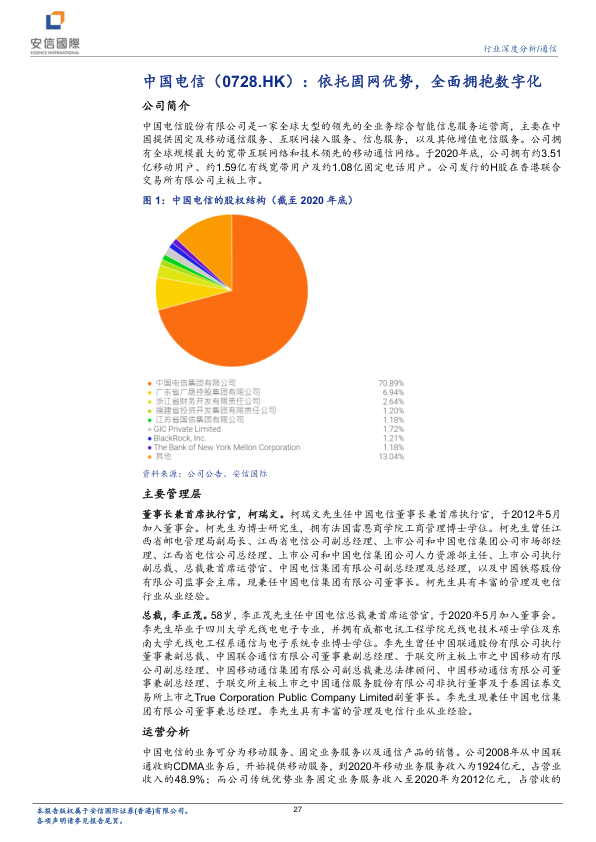 安信國際
ESSENCE INTERNATIONAL
行业深度分析/通信
中国电信（0728.HK）：依托固网优势，全面拥抱数字化
公司简介
中国电信股份有限公司是一家全球大型的领先的全业务综合智能信息服务运营商，主要在中
国提供固定及移动通信服务、互联网接入服务、信息服务，以及其他增值电信服务。公司拥
有全球规模最大的宽带互联网络和技术领先的移动通信网络。于2020年底，公司拥有约3.51
亿移动用户、约1.59亿有线宽带用户及约1.08亿固定电话用户。公司发行的H股在香港联合
交易所有限公司主板上市。
图 1：中国电信的股权结构（截至 2020 年底）
中国电信集团有限公司 70.89%
广东省广晟控股集团有限公司 6.94%
浙江省财务开发有限责任公司 2.64%
福建省投资开发集团有限责任公司 1.20%
江苏省国信集团有限公司 1.18%
GIC Private Limited 1.72%
BlackRock, Inc. 1.21%
The Bank of New York Mellon Corporation 1.18%
其他 13.04%
资料来源：公司公告、安信国际
主要管理层
董事长兼首席执行官，柯瑞文。柯瑞文先生任中国电信董事长兼首席执行官，于2012年5月
加入董事会。柯先生为博士研究生，拥有法国雷恩商学院工商管理博士学位。柯先生曾任江
西省邮电管理局副局长、江西省电信公司副总经理、上市公司和中国电信集团公司市场部经
理、江西省电信公司总经理、上市公司和中国电信集团公司人力资源部主任、上市公司执行
副总裁、总裁兼首席运营官、中国电信集团有限公司副总经理及总经理，以及中国铁塔股份
有限公司监事会主席。现兼任中国电信集团有限公司董事长。柯先生具有丰富的管理及电信
行业从业经验。
总裁，李正茂。58岁，李正茂先生任中国电信总裁兼首席运营官，于2020年5月加入董事会。
李先生毕业于四川大学无线电电子专业，并拥有成都电讯工程学院无线电技术硕士学位及东
南大学无线电工程系通信与电子系统专业博士学位。李先生曾任中国联通股份有限公司执行
董事兼副总裁、中国联合通信有限公司董事兼副总经理、于联交所主板上市之中国移动有限
公司副总经理、中国移动通信集团有限公司副总裁兼总法律顾问、中国移动通信有限公司董
事兼副总经理、于联交所主板上市之中国通信服务股份有限公司非执行董事及于泰国证券交
易所上市之True Corporation Public Company Limited副董事长。李先生现兼任中国电信集
团有限公司董事兼总经理。李先生具有丰富的管理及电信行业从业经验。
运营分析
中国电信的业务可分为移动服务、固定业务服务以及通信产品的销售。公司2008年从中国联
通收购CDMA业务后，开始提供移动服务，到2020年移动业务服务收入为1924亿元，占营业
收入的48.9%；而公司传统优势业务固定业务服务收入至2020年为2012亿元，占营收的
本报告版权属于安信国际证券(香港)有限公司。
各项声明请参见报告尾页。
27